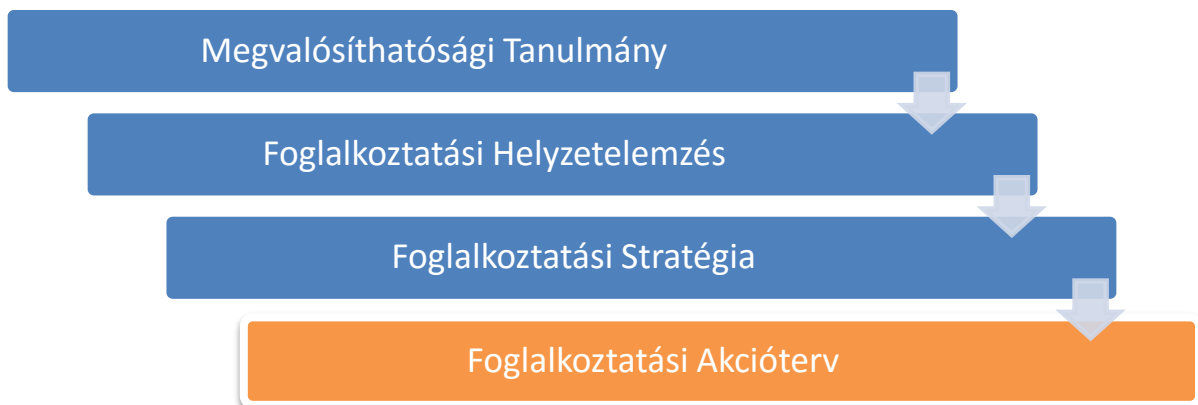 Megvalósíthatósági Tanulmány
Foglalkoztatási Helyzetelemzés
Foglalkoztatási Stratégia
Foglalkoztatási Akcióterv